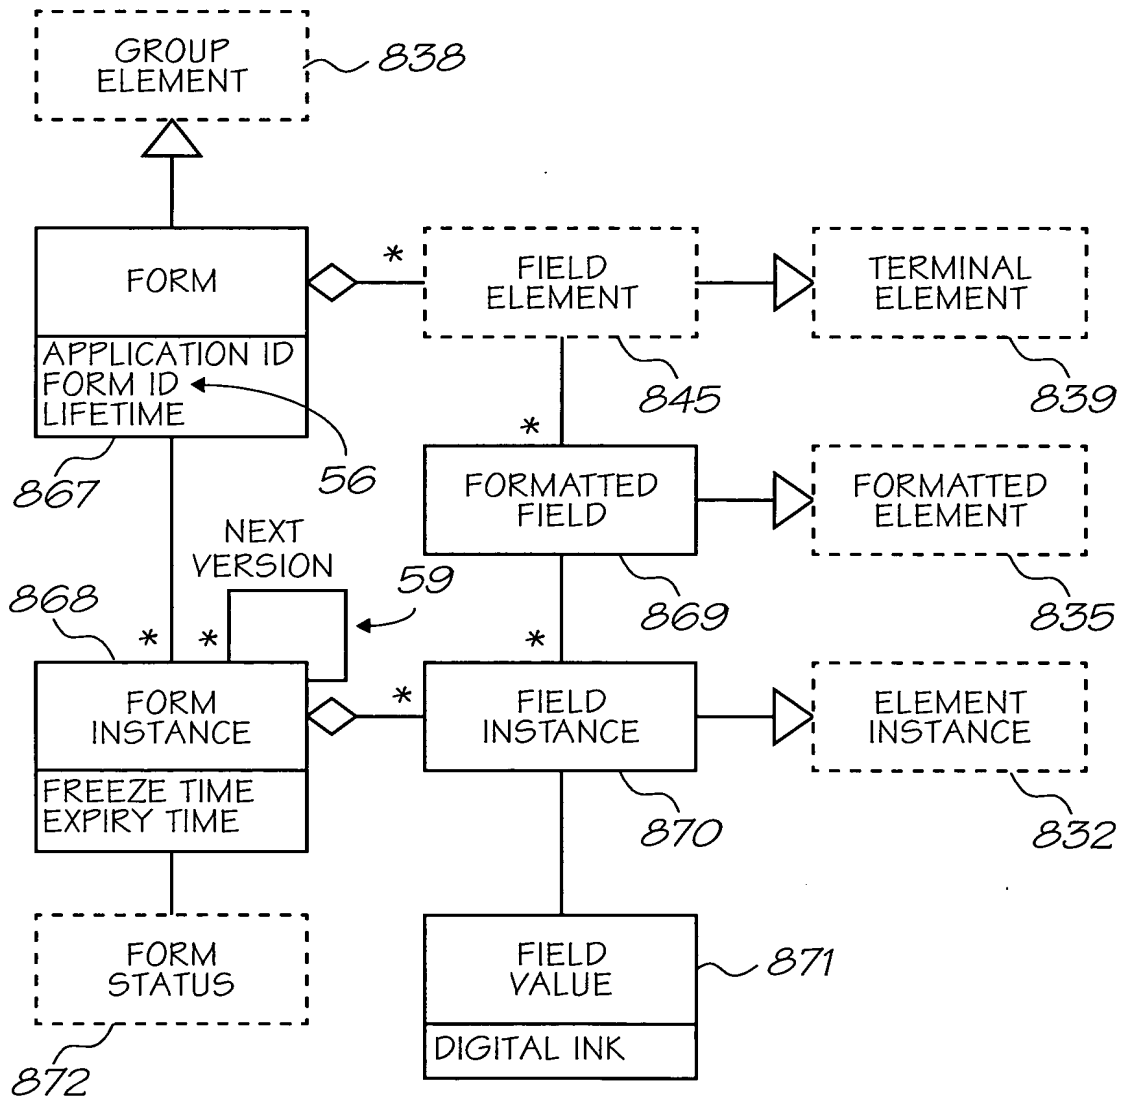 GROUP
ELEMENT
838
FORM
*
FIELD
ELEMENT
TERMINAL
ELEMENT
APPLICATION ID
FORM ID
LIFETIME
845
839
*
867
56
FORMATTED
FIELD
FORMATTED
ELEMENT
NEXT
VERSION
59
868
869
835
*
*
*
FORM
INSTANCE
*
FIELD
INSTANCE
ELEMENT
INSTANCE
FREEZE TIME
EXPIRY TIME
870
832
FORM
STATUS
FIELD
VALUE
871
DIGITAL INK
872